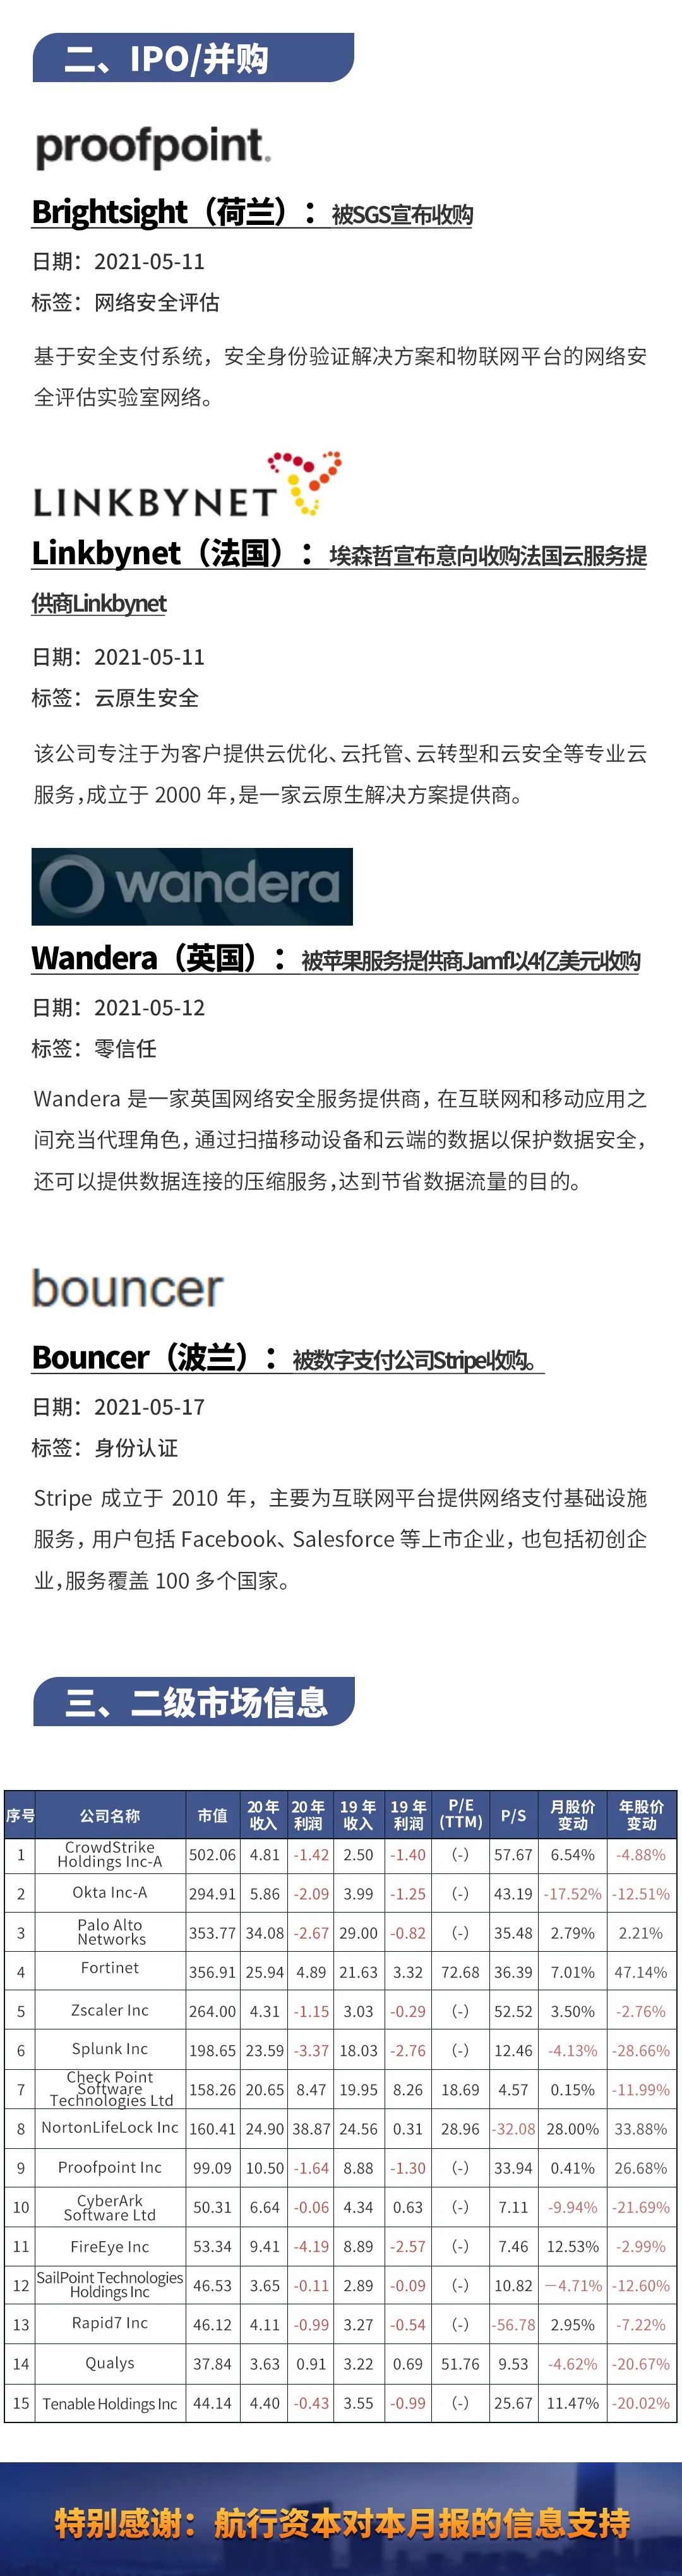 二、IPO/并购
proofpoint.
Brightsight（荷兰）：被SGS宣布收购
日期：2021-05-11
标签：网络安全评估
基于安全支付系统，安全身份验证解决方案和物联网平台的网络安
全评估实验室网络。
LINKBYNET
Linkbynet（法国）：埃森哲宣布意向收购法国云服务提
供商Linkbynet
日期：2021-05-11
标签：云原生安全
该公司专注于为客户提供云优化、云托管、云转型和云安全等专业云
服务，成立于 2000 年，是一家云原生解决方案提供商。
wandera
Wandera（英国）：被苹果服务提供商Jamf以4亿美元收购
日期：2021-05-12
标签：零信任
Wandera 是一家英国网络安全服务提供商，在互联网和移动应用之
间充当代理角色，通过扫描移动设备和云端的数据以保护数据安全，
还可以提供数据连接的压缩服务，达到节省数据流量的目的。
bouncer
Bouncer（波兰）：被数字支付公司Stripe收购。
日期：2021-05-17
标签：身份认证
Stripe 成立于 2010 年，主要为互联网平台提供网络支付基础设施
服务，用户包括 Facebook、Salesforce 等上市企业，也包括初创企
业，服务覆盖 100 多个国家。
三、二级市场信息
序号 公司名称 市值 20 年收入 20 年利润 19 年收入 19 年利润 P/E (TTM) P/S 月股价变动 年股价变动
1 CrowdStrike Holdings Inc-A 502.06 4.81 -1.42 2.50 -1.40 (-) 57.67 6.54% -4.88%
2 Okta Inc-A 294.91 5.86 -2.09 3.99 -1.25 (-) 43.19 -17.52% -12.51%
3 Palo Alto Networks 353.77 34.08 -2.67 29.00 -0.82 (-) 35.48 2.79% 2.21%
4 Fortinet 356.91 25.94 4.89 21.63 3.32 72.68 36.39 7.01% 47.14%
5 Zscaler Inc 264.00 4.31 -1.15 3.03 -0.29 (-) 52.52 3.50% -2.76%
6 Splunk Inc 198.65 23.59 -3.37 18.03 -2.76 (-) 12.46 -4.13% -28.66%
7 Check Point Software Technologies Ltd 158.26 20.65 8.47 19.95 8.26 18.69 4.57 0.15% -11.99%
8 NortonLifeLock Inc 160.41 24.90 38.87 24.56 0.31 28.96 -32.08 28.00% 33.88%
9 Proofpoint Inc 99.09 10.50 -1.64 8.88 -1.30 (-) 33.94 0.41% 26.68%
10 CyberArk Software Ltd 50.31 6.64 -0.06 4.34 0.63 (-) 7.11 -9.94% -21.69%
11 FireEye Inc 53.34 9.41 -4.19 8.89 -2.57 (-) 7.46 12.53% -2.99%
12 SailPoint Technologies Holdings Inc 46.53 3.65 -0.11 2.89 -0.09 (-) 10.82 －4.71% -12.60%
13 Rapid7 Inc 46.12 4.11 -0.99 3.27 -0.54 (-) -56.78 2.95% -7.22%
14 Qualys 37.84 3.63 0.91 3.22 0.69 51.76 9.53 -4.62% -20.67%
15 Tenable Holdings Inc 44.14 4.40 -0.43 3.55 -0.99 (-) 25.67 11.47% -20.02%
特别感谢：航行资本对本月报的信息支持